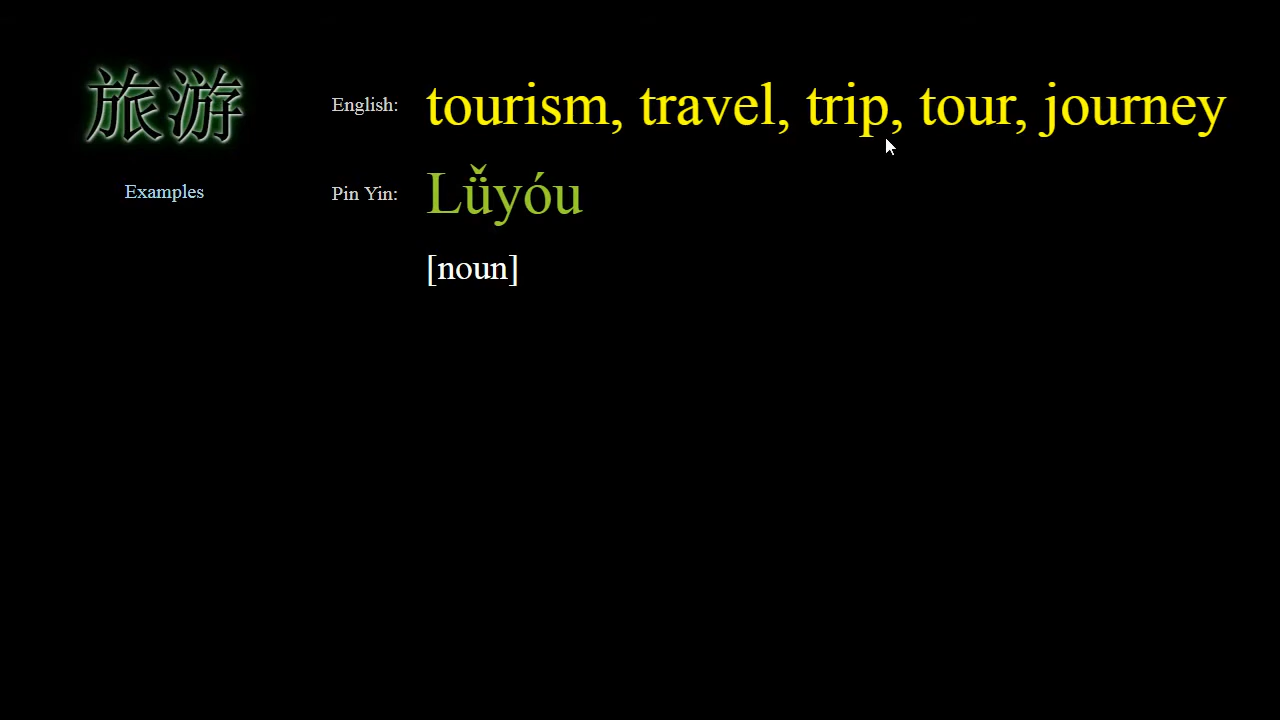 旅游
English: tourism, travel, trip, tour, journey
Examples
Pin Yin: Lǚyóu
[noun]